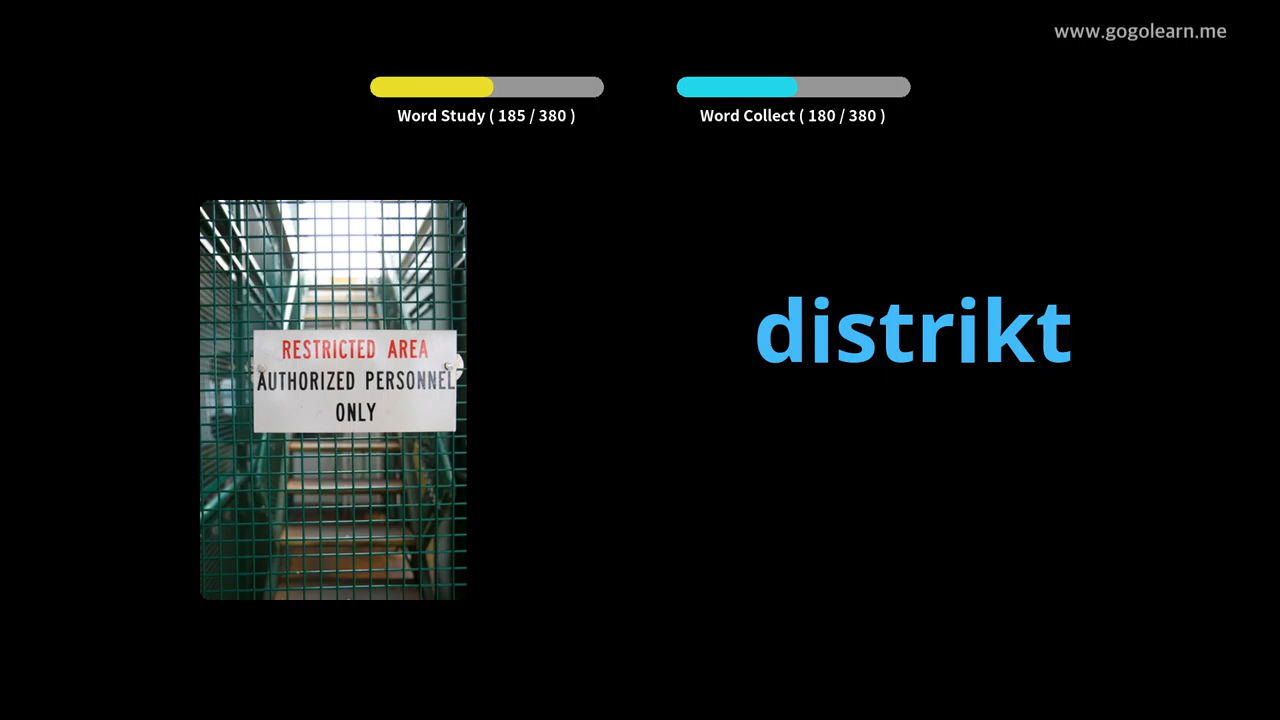 www.gogolearn.me
Word Study ( 185 / 380 )
Word Collect ( 180 / 380 )
RESTRICTED AREA
AUTHORIZED PERSONNEL
ONLY
distrikt